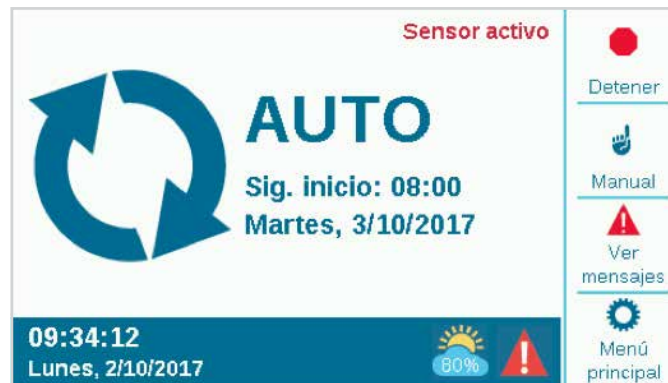 Sensor activo
AUTO
Sig. inicio: 08:00
Martes, 3/10/2017
09:34:12
Lunes, 2/10/2017
80%
Detener
Manual
Ver
mensajes
Menú
principal